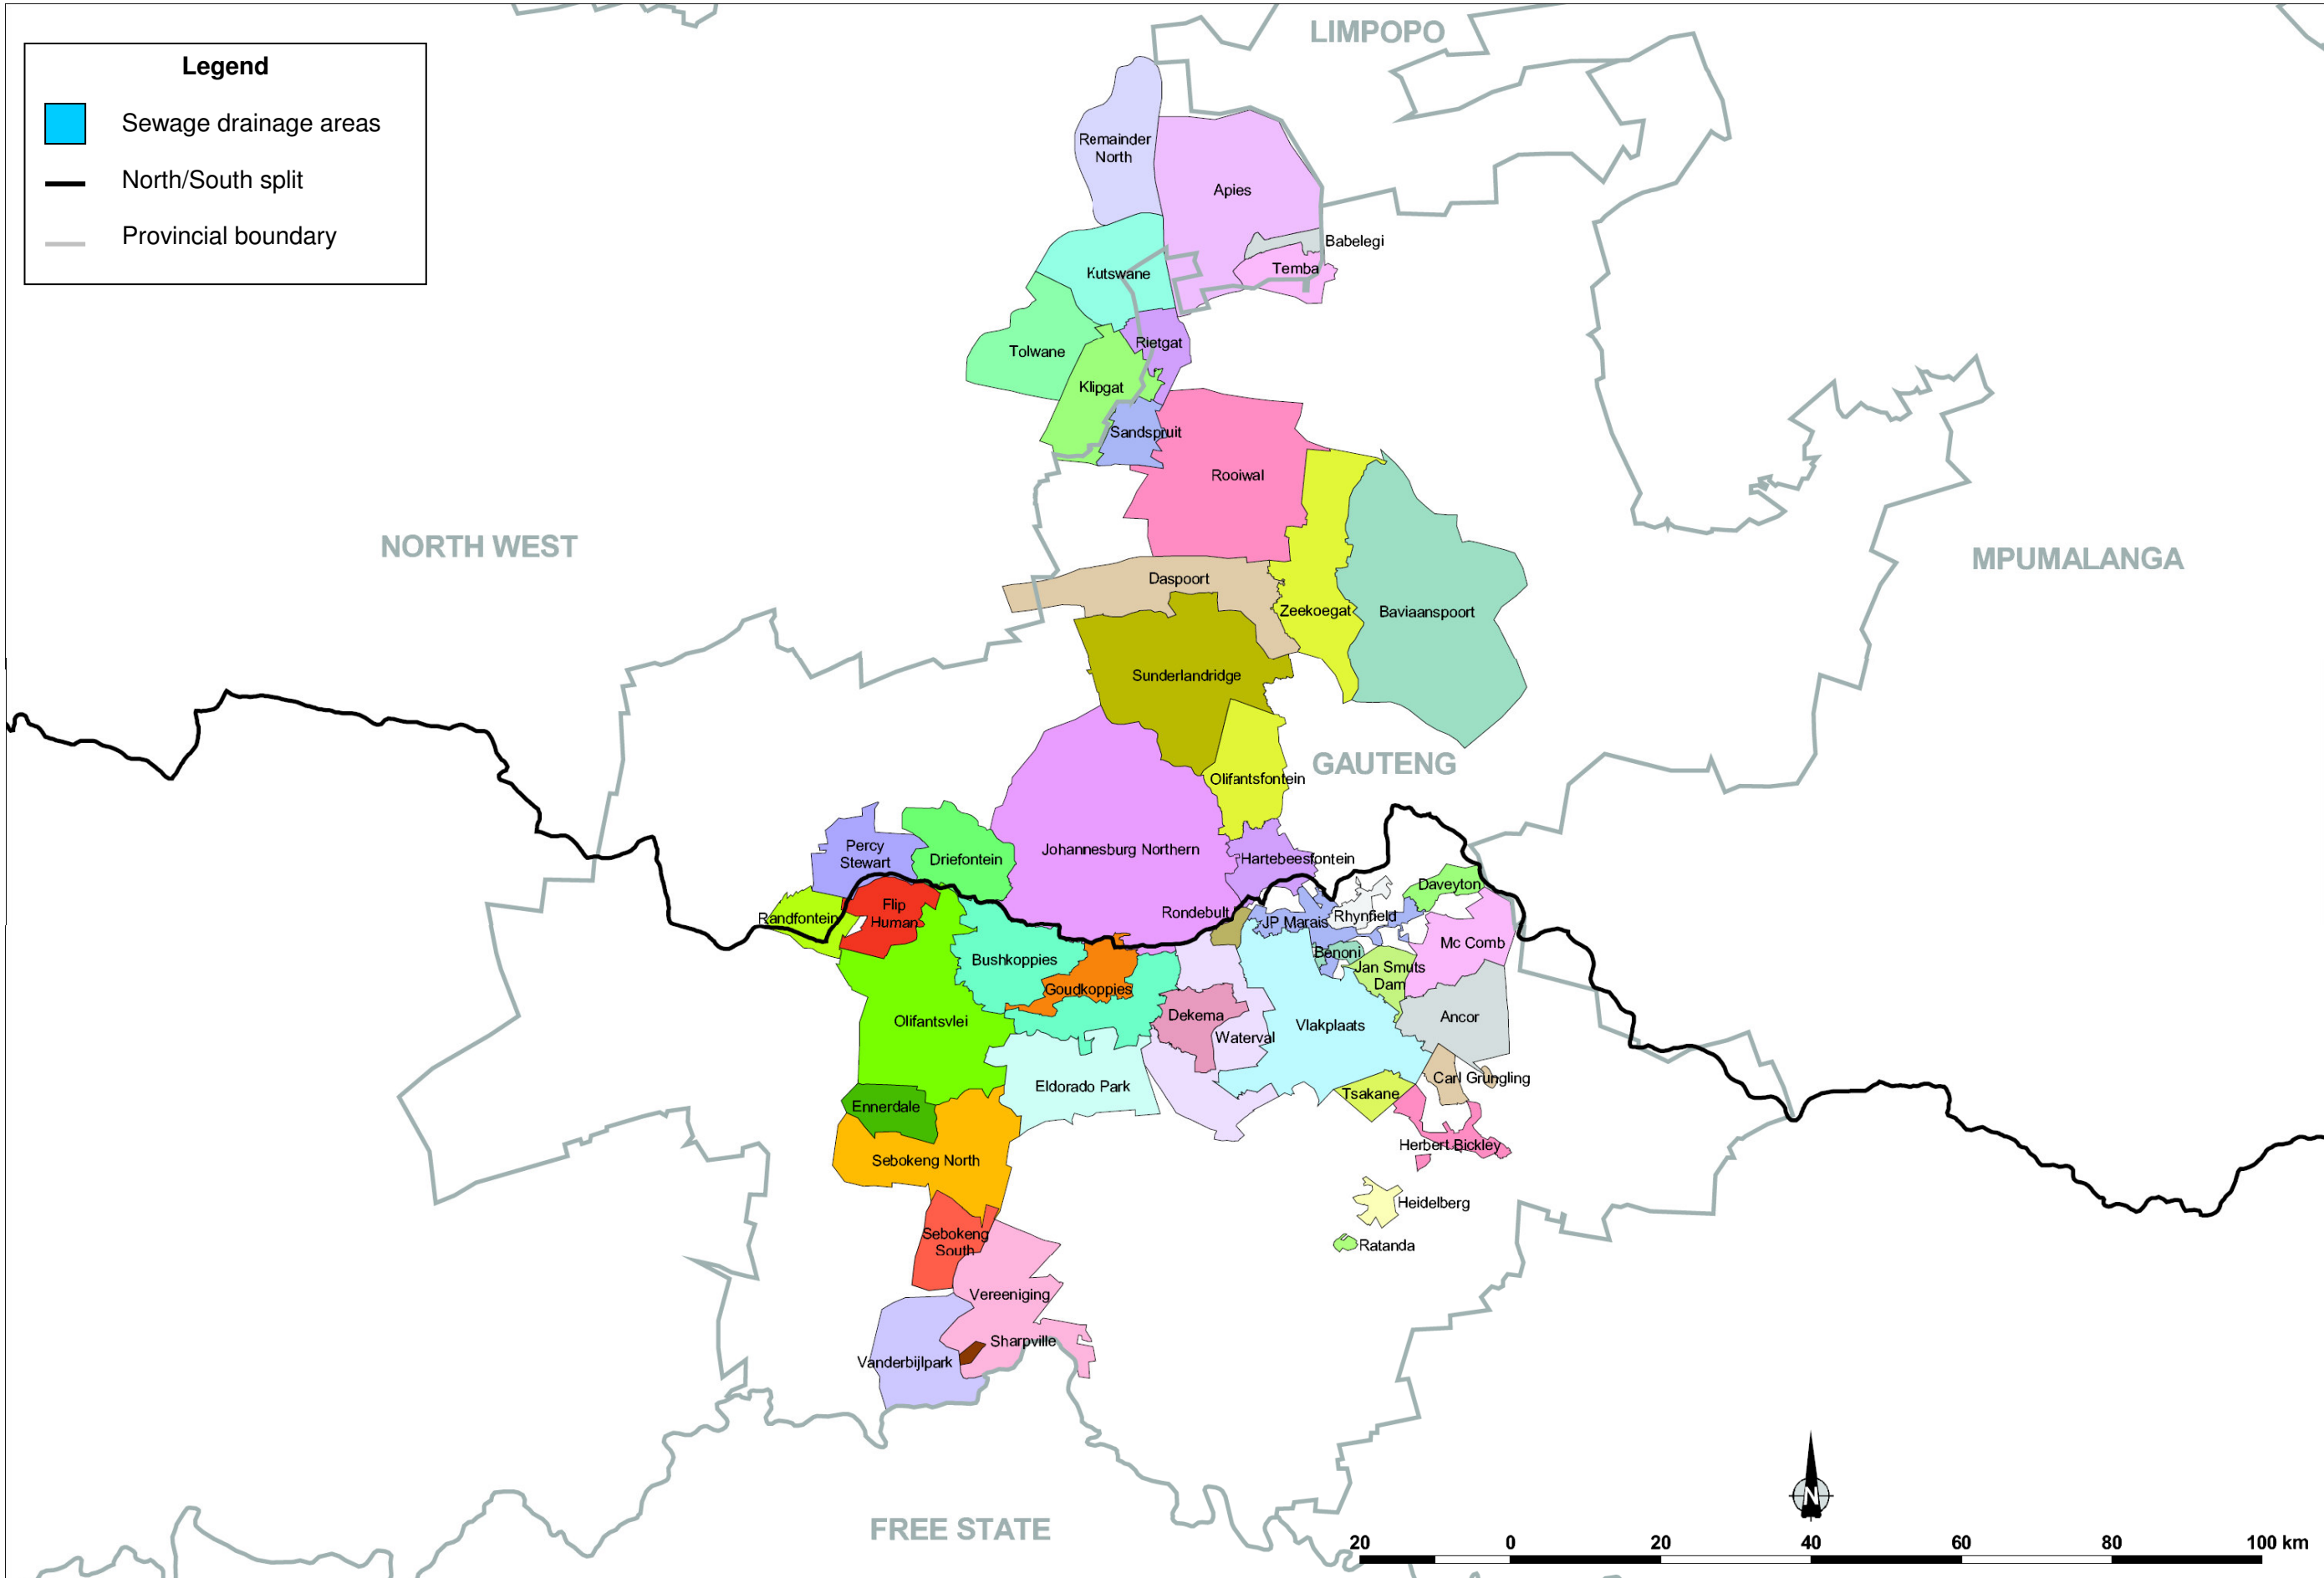 LIMPOPO
Legend
Sewage drainage areas
North/South split
Provincial boundary
Remainder
North
Apies
Babelegi
Temba
Kutswane
Rietgat
Tolwane
Klipgat
Sandspruit
Rooiwal
NORTH WEST
MPUMALANGA
Daspoort
Zeekoegat
Baviaanspoort
Sunderlandridge
GAUTENG
Olifantsfontein
Percy
Stewart
Driefontein
Johannesburg Northern
Hartebeesfontein
Daveyton
Randfontein
Flip
Human
Rondebult
JP Marais
Rhynfield
Mc Comb
Benoni
Bushkoppies
Jan Smuts
Dam
Goudkoppies
Olifantsvlei
Dekema
Waterval
Vlakplaats
Ancor
Eldorado Park
Carl Grungling
Tsakane
Ennerdale
Herbert Bickley
Sebokeng North
Heidelberg
Sebokeng
South
Ratanda
Vereeniging
Sharpville
Vanderbijlpark
N
FREE STATE
20 0 20 40 60 80 100 km